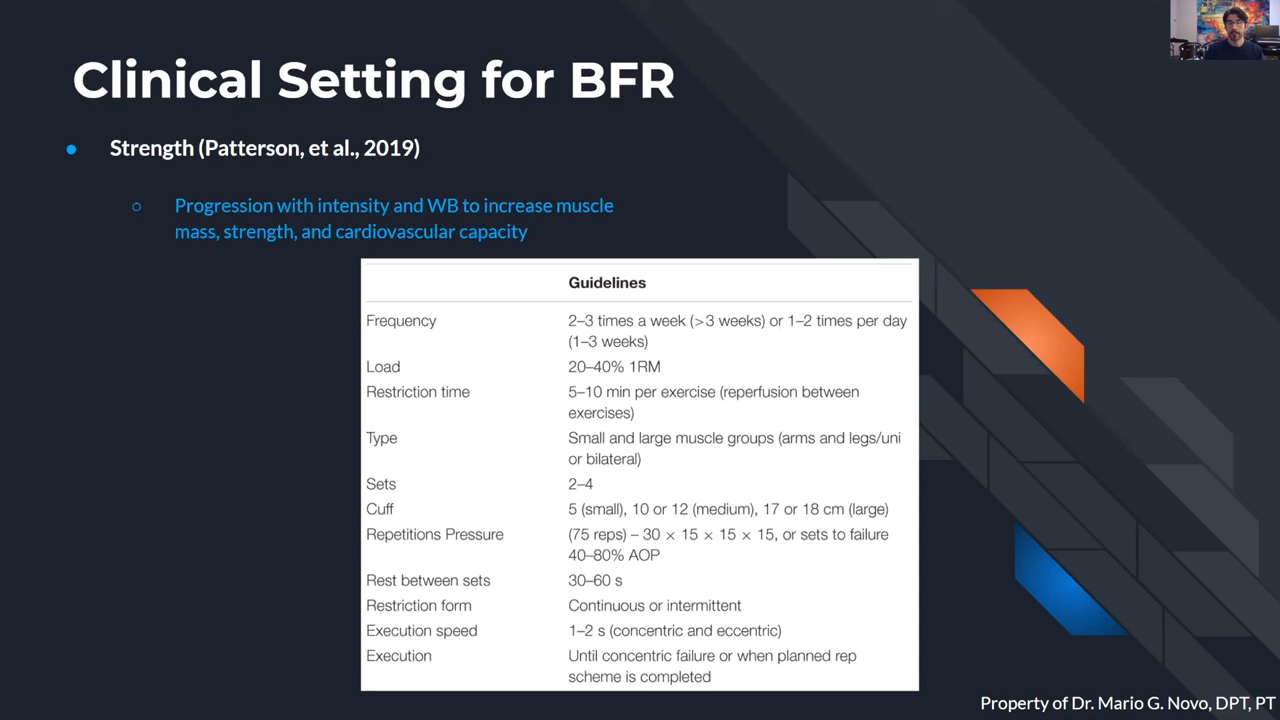 Clinical Setting for BFR
● Strength (Patterson, et al., 2019)
○ Progression with intensity and WB to increase muscle
mass, strength, and cardiovascular capacity
Guidelines
Frequency 2–3 times a week (>3 weeks) or 1–2 times per day
(1–3 weeks)
Load 20–40% 1RM
Restriction time 5–10 min per exercise (reperfusion between
exercises)
Type Small and large muscle groups (arms and legs/uni
or bilateral)
Sets 2–4
Cuff 5 (small), 10 or 12 (medium), 17 or 18 cm (large)
Repetitions Pressure (75 reps) – 30 × 15 × 15 × 15, or sets to failure
40–80% AOP
Rest between sets 30–60 s
Restriction form Continuous or intermittent
Execution speed 1–2 s (concentric and eccentric)
Execution Until concentric failure or when planned rep
scheme is completed
Property of Dr. Mario G. Novo, DPT, PT